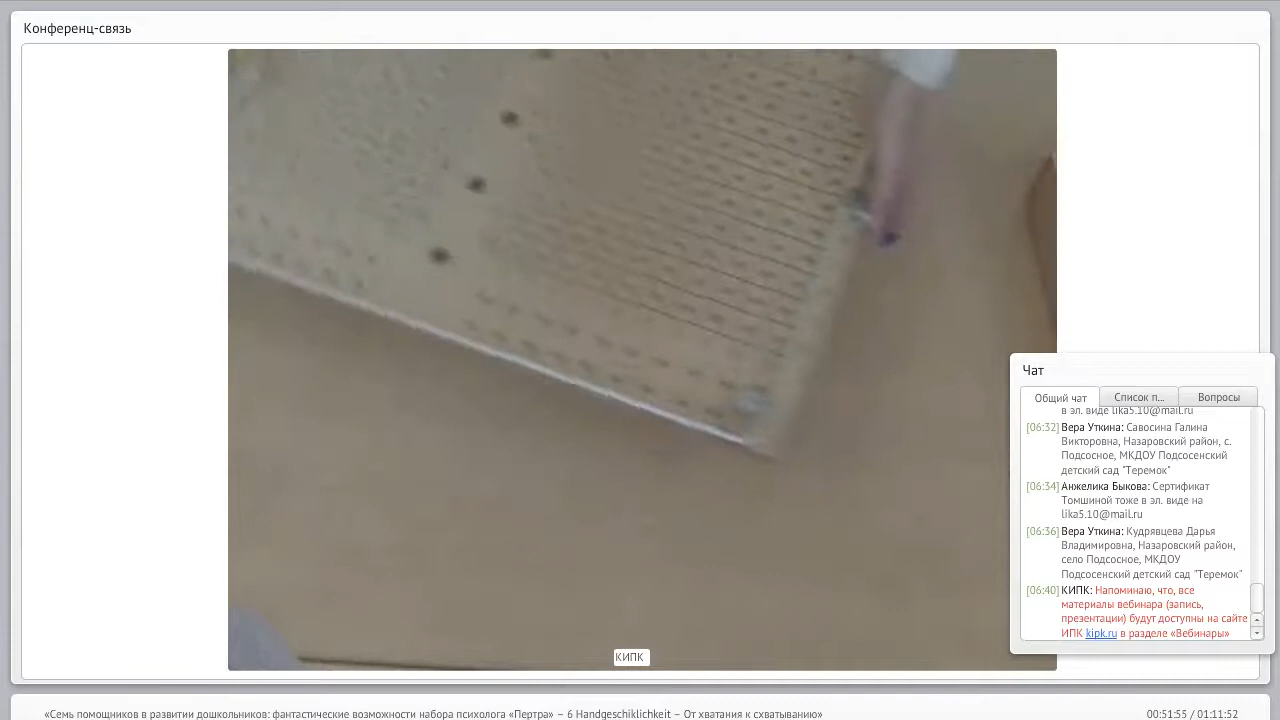 Конференц-связь
КИПК
Чат
Общий чат
Список п...
Вопросы
в эл. виде lika5.10@mail.ru
[06:32] Вера Уткина: Савосина Галина
Викторовна, Назаровский район, с.
Подсосное, МКДОУ Подсосенский
детский сад "Теремок"
[06:34] Анжелика Быкова: Сертификат
Томшиной тоже в эл. виде на
lika5.10@mail.ru
[06:36] Вера Уткина: Кудрявцева Дарья
Владимировна, Назаровский район,
село Подсосное, МКДОУ
Подсосенский детский сад "Теремок"
[06:40] КИПК: Напоминаю, что, все
материалы вебинара (запись,
презентации) будут доступны на сайте
ИПК kipk.ru в разделе «Вебинары»
«Семь помощников в развитии дошкольников: фантастические возможности набора психолога «Пертра» – 6 Handgeschiklichkeit – От хватания к схватыванию»
00:51:55 / 01:11:52